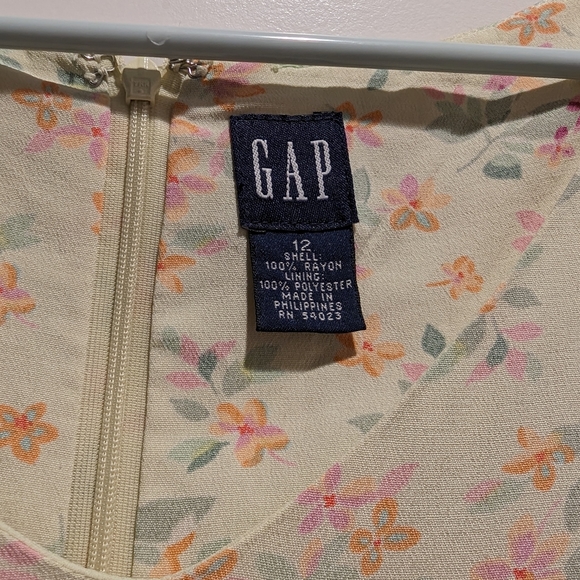 GAP
12
SHELL:
100% RAYON
LINING:
100% POLYESTER
MADE IN
PHILIPPINES
RN 54023